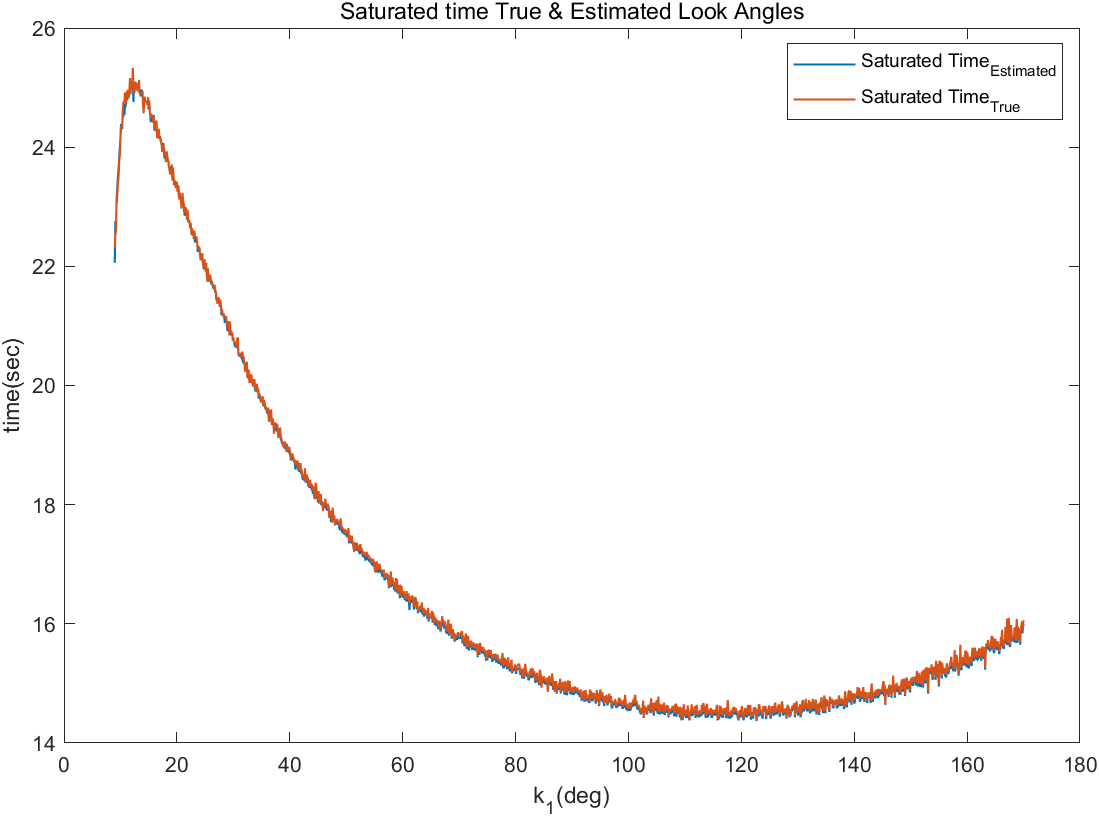 Saturated time True & Estimated Look Angles
26
24
22
20
18
16
14
time(sec)
Saturated Time_Estimated
Saturated Time_True
0 20 40 60 80 100 120 140 160 180
k_1(deg)